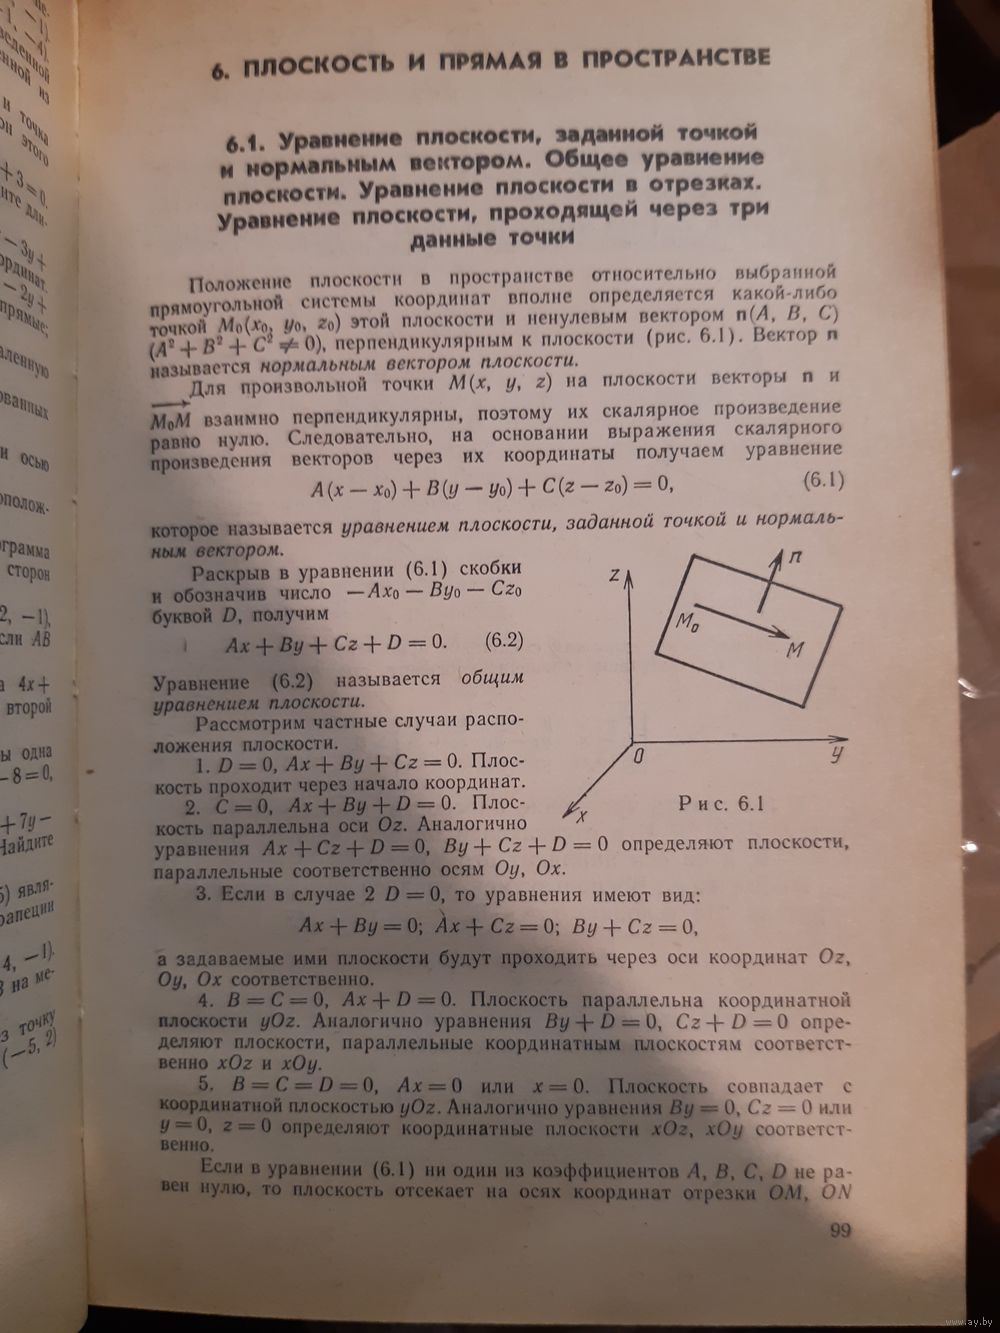 6. ПЛОСКОСТЬ И ПРЯМАЯ В ПРОСТРАНСТВЕ
6.1. Уравнение плоскости, заданной точкой
и нормальным вектором. Общее уравнение
плоскости. Уравнение плоскости в отрезках.
Уравнение плоскости, проходящей через три
данные точки
Положение плоскости в пространстве относительно выбранной
прямоугольной системы координат вполне определяется какой-либо
точкой M₀(x₀, y₀, z₀) этой плоскости и ненулевым вектором n(A, B, C)
(A² + B² + C² ≠ 0), перпендикулярным к плоскости (рис. 6.1). Вектор n
называется нормальным вектором плоскости.
Для произвольной точки M(x, y, z) на плоскости векторы n и
M₀M взаимно перпендикулярны, поэтому их скалярное произведение
равно нулю. Следовательно, на основании выражения скалярного
произведения векторов через их координаты получаем уравнение
A(x — x₀) + B(y — y₀) + C(z — z₀) = 0, (6.1)
которое называется уравнением плоскости, заданной точкой и нормаль-
ным вектором.
Раскрыв в уравнении (6.1) скобки
и обозначив число —Ax₀ — By₀ — Cz₀
буквой D, получим
Ax + By + Cz + D = 0. (6.2)
Уравнение (6.2) называется общим
уравнением плоскости.
Рассмотрим частные случаи распо-
ложения плоскости.
1. D = 0, Ax + By + Cz = 0. Плос-
кость проходит через начало координат.
2. C = 0, Ax + By + D = 0. Плос-
кость параллельна оси Oz. Аналогично
z
n
M₀
M
O
y
x
Рис. 6.1
уравнения Ax + Cz + D = 0, By + Cz + D = 0 определяют плоскости,
параллельные соответственно осям Oy, Ox.
3. Если в случае 2 D = 0, то уравнения имеют вид:
Ax + By = 0; Ax + Cz = 0; By + Cz = 0,
а задаваемые ими плоскости будут проходить через оси координат Oz,
Oy, Ox соответственно.
4. B = C = 0, Ax + D = 0. Плоскость параллельна координатной
плоскости yOz. Аналогично уравнения By + D = 0, Cz + D = 0 опре-
деляют плоскости, параллельные координатным плоскостям соответст-
венно xOz и xOy.
5. B = C = D = 0, Ax = 0 или x = 0. Плоскость совпадает с
координатной плоскостью yOz. Аналогично уравнения By = 0, Cz = 0 или
y = 0, z = 0 определяют координатные плоскости xOz, xOy соответст-
венно.
Если в уравнении (6.1) ни один из коэффициентов A, B, C, D не ра-
вен нулю, то плоскость отсекает на осях координат отрезки OM, ON
99
www.ay.by